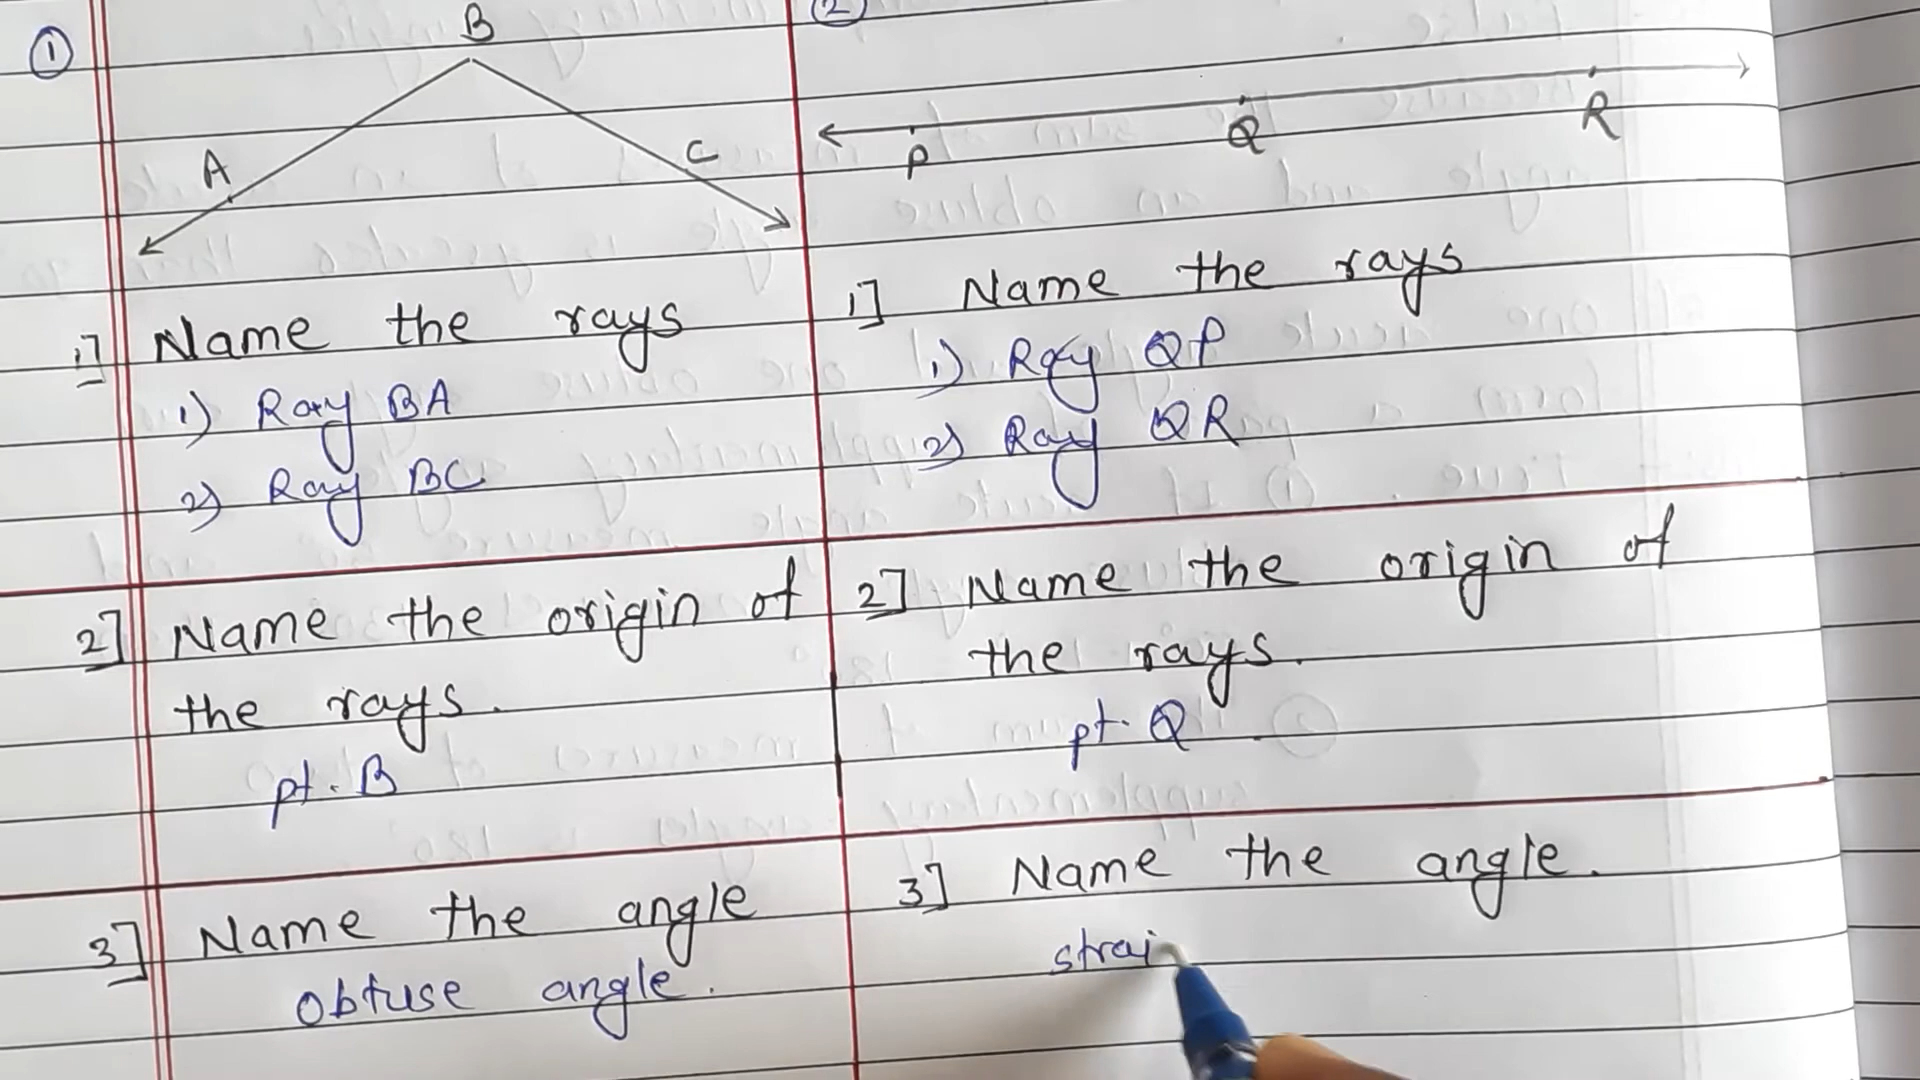 ①
B
A
C
1] Name the rays
1) Ray BA
2) Ray BC
2] Name the origin of
the rays.
pt. B
3] Name the angle
obtuse angle.
②
P
Q
R
1] Name the rays
1) Ray QP
2) Ray QR
2] Name the origin of
the rays.
pt. Q
3] Name the angle.
strai